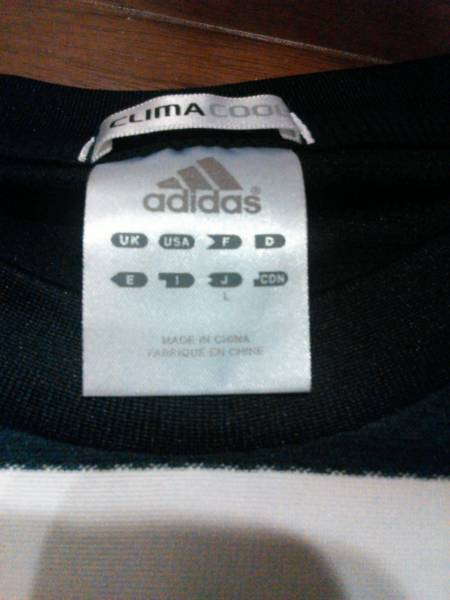 CLIMACOOL
adidas®
UK USA F D
E I J CDN
L
MADE IN CHINA
FABRIQUE EN CHINE